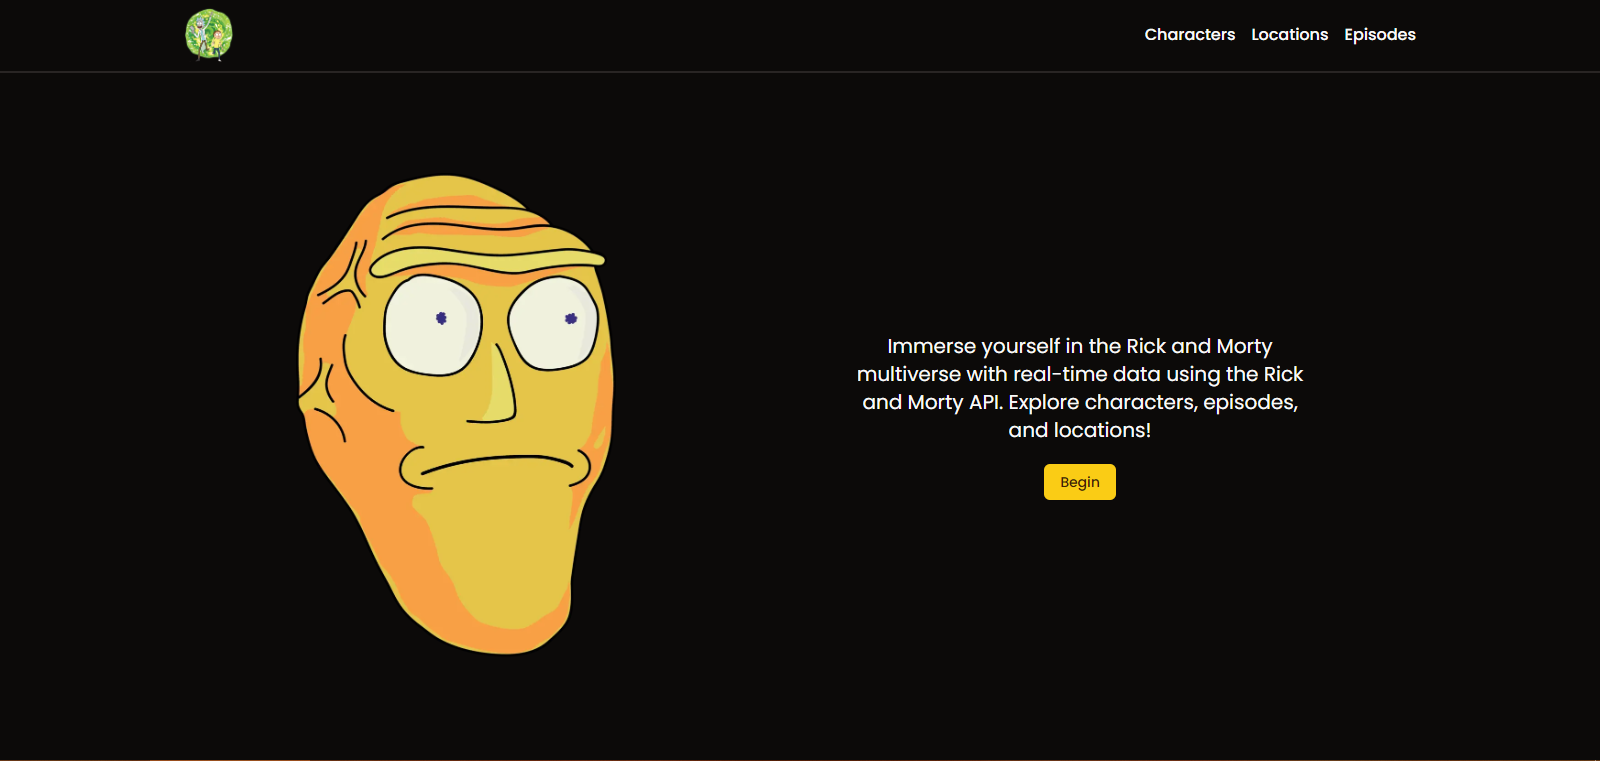 Characters Locations Episodes
Immerse yourself in the Rick and Morty
multiverse with real-time data using the Rick
and Morty API. Explore characters, episodes,
and locations!
Begin